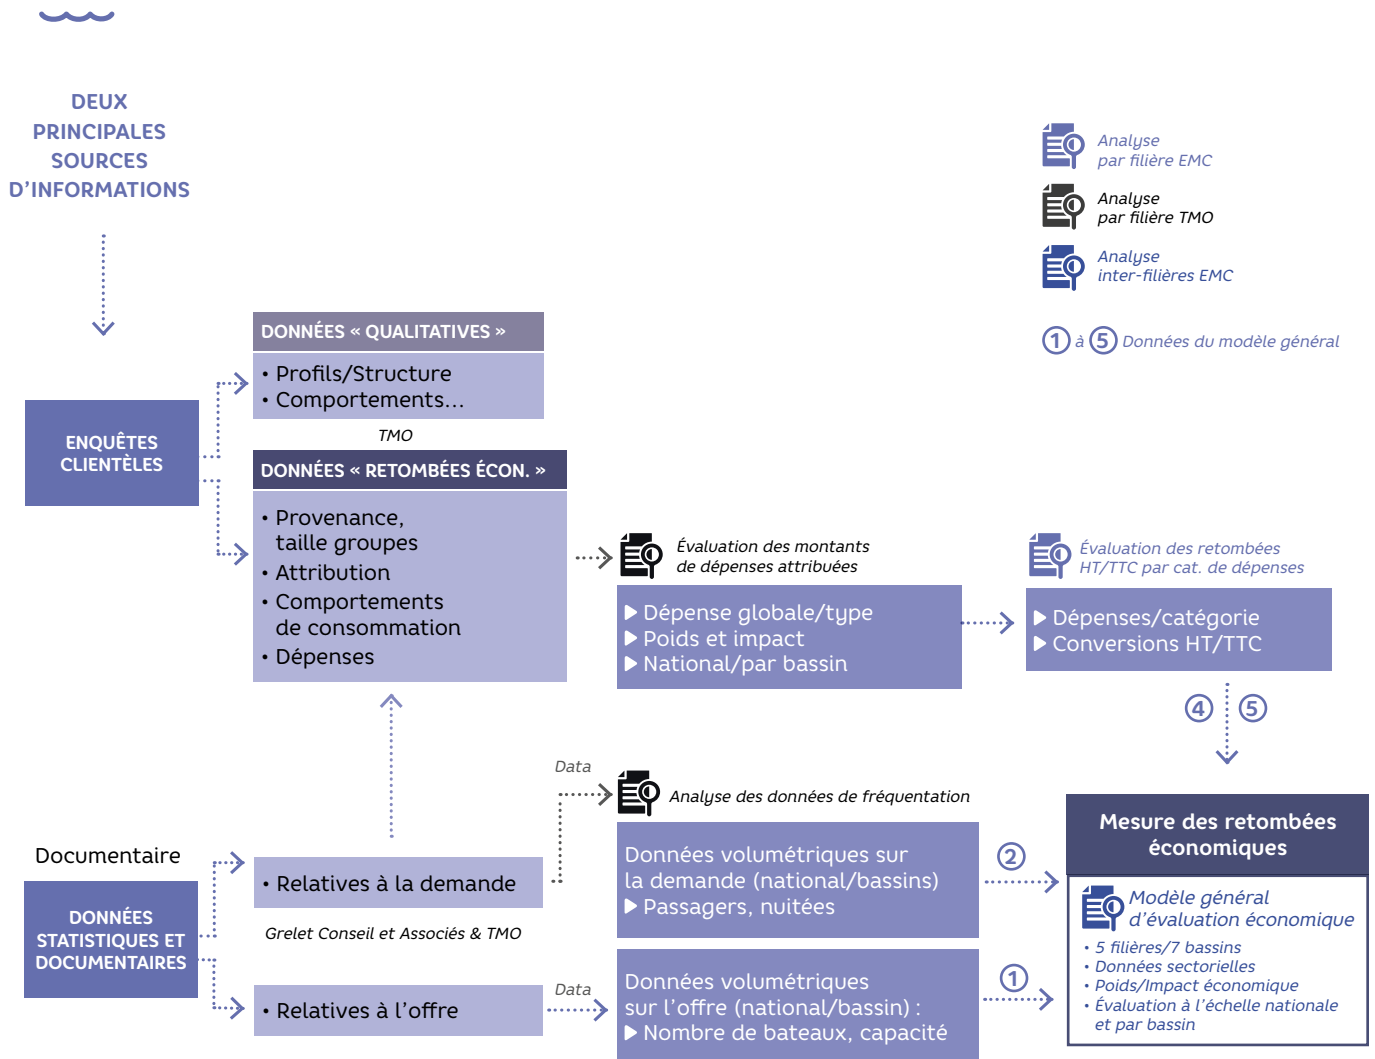 DEUX
PRINCIPALES
SOURCES
D'INFORMATIONS
Analyse
par filière EMC
Analyse
par filière TMO
Analyse
inter-filières EMC
1 à 5 Données du modèle général
ENQUÊTES
CLIENTÈLES
DONNÉES « QUALITATIVES »
• Profils/Structure
• Comportements...
TMO
DONNÉES « RETOMBÉES ÉCON. »
• Provenance,
taille groupes
• Attribution
• Comportements
de consommation
• Dépenses
Évaluation des montants
de dépenses attribuées
▶ Dépense globale/type
▶ Poids et impact
▶ National/par bassin
Évaluation des retombées
HT/TTC par cat. de dépenses
▶ Dépenses/catégorie
▶ Conversions HT/TTC
4 5
Documentaire
DONNÉES
STATISTIQUES ET
DOCUMENTAIRES
• Relatives à la demande
Grelet Conseil et Associés & TMO
• Relatives à l'offre
Data
Analyse des données de fréquentation
Données volumétriques sur
la demande (national/bassins)
▶ Passagers, nuitées
2
Data
Données volumétriques
sur l'offre (national/bassin) :
▶ Nombre de bateaux, capacité
1
Mesure des retombées
économiques
Modèle général
d'évaluation économique
• 5 filières/7 bassins
• Données sectorielles
• Poids/Impact économique
• Évaluation à l'échelle nationale
et par bassin